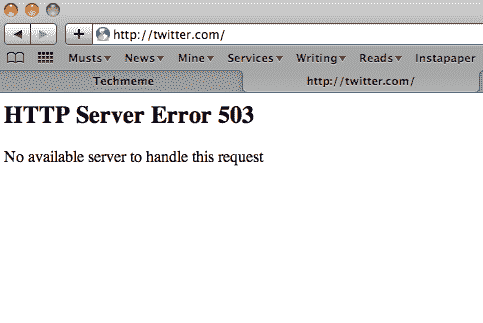 http://twitter.com/
Musts News Mine Services Writing Reads Instapaper
Techmeme http://twitter.com/
HTTP Server Error 503
No available server to handle this request